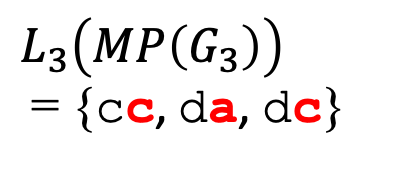 L₃(MP(G₃))
= {cc, da, dc}